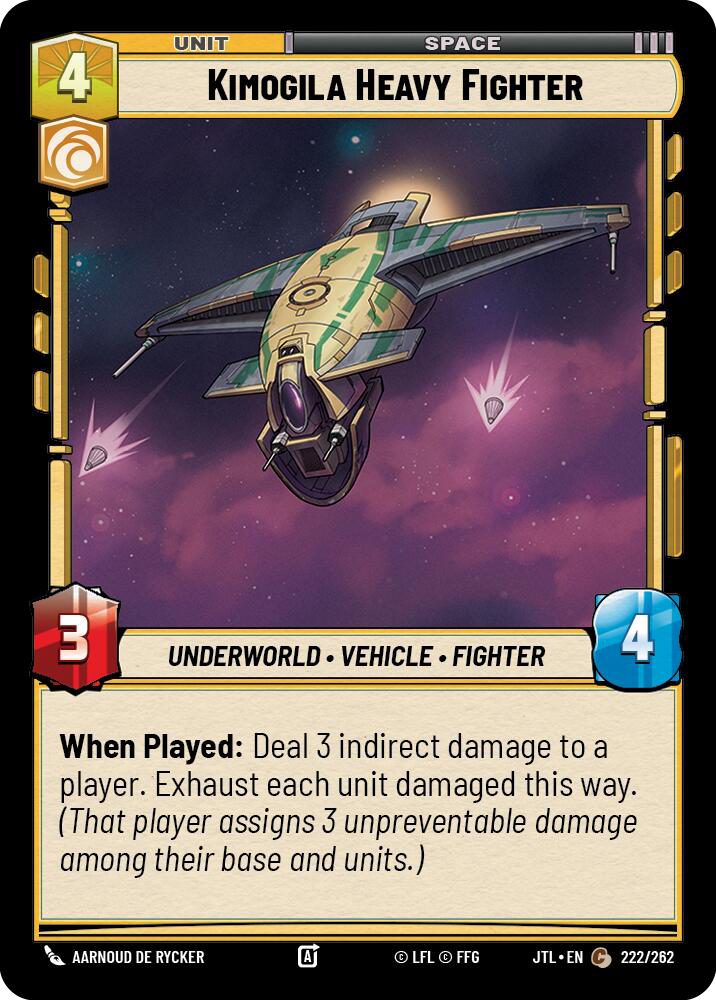 UNIT
SPACE
4
KIMOGILA HEAVY FIGHTER
3
UNDERWORLD • VEHICLE • FIGHTER
4
When Played: Deal 3 indirect damage to a
player. Exhaust each unit damaged this way.
(That player assigns 3 unpreventable damage
among their base and units.)
AARNOUD DE RYCKER
A
© LFL © FFG
JTL • EN
C
222/262